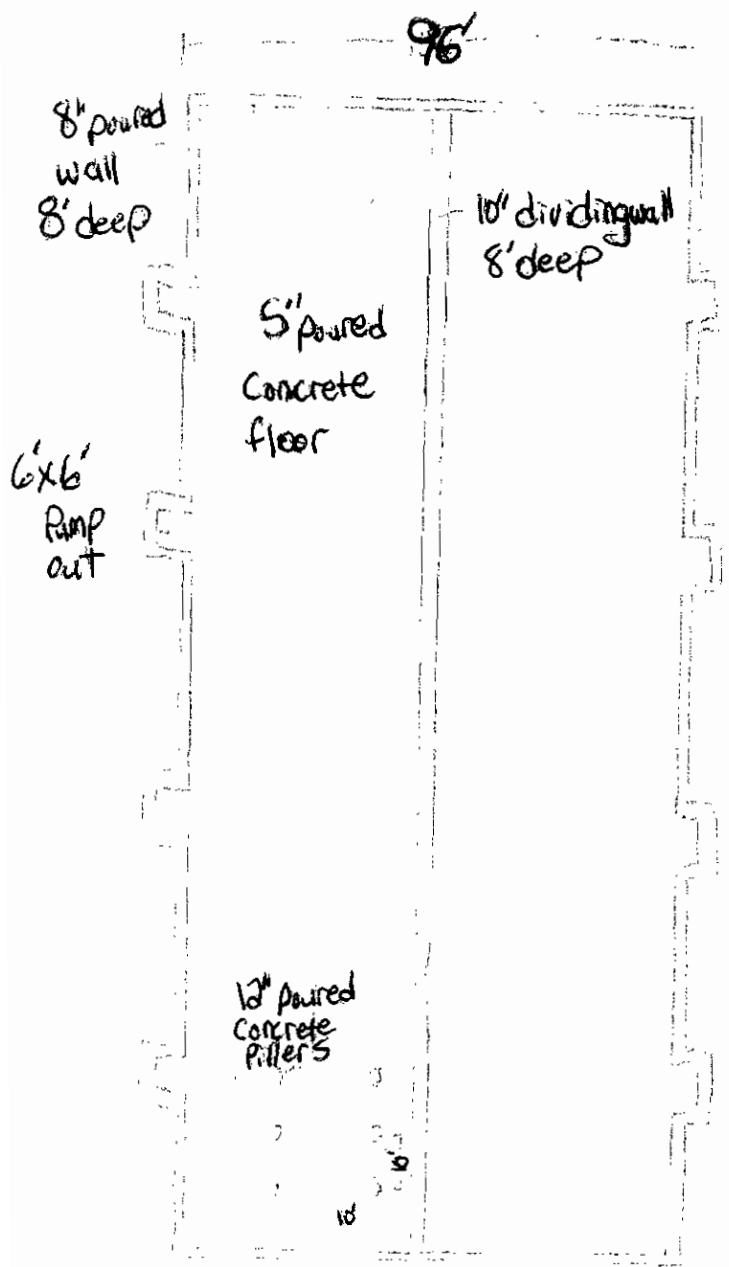 96'
8" poured
wall
8' deep
10" dividing wall
8' deep
5" poured
Concrete
floor
6'x6'
Pump
out
12" Poured
Concrete
Pillers
10'
10'